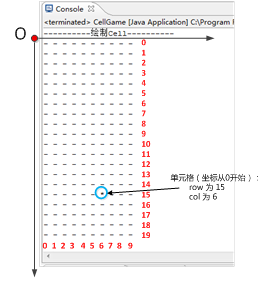 Console
<terminated> CellGame [Java Application] C:\Program
----------绘制Cell----------
O
- - - - - - - - - - 0
- - - - - - - - - - 1
- - - - - - - - - - 2
- - - - - - - - - - 3
- - - - - - - - - - 4
- - - - - - - - - - 5
- - - - - - - - - - 6
- - - - - - - - - - 7
- - - - - - - - - - 8
- - - - - - - - - - 9
- - - - - - - - - - 10
- - - - - - - - - - 11
- - - - - - - - - - 12
- - - - - - - - - - 13
- - - - - - - - - - 14
- - - - - - * - - - 15
- - - - - - - - - - 16
- - - - - - - - - - 17
- - - - - - - - - - 18
- - - - - - - - - - 19
0 1 2 3 4 5 6 7 8 9
单元格（坐标从0开始）：
row 为 15
col 为 6